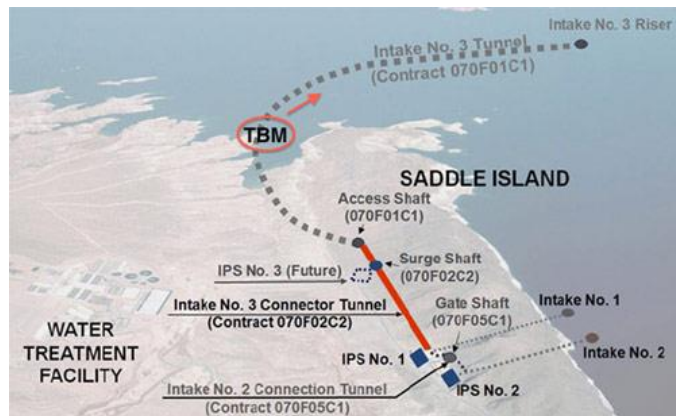 Intake No. 3 Riser
Intake No. 3 Tunnel
(Contract 070F01C1)
TBM
SADDLE ISLAND
Access Shaft
(070F01C1)
Surge Shaft
(070F02C2)
IPS No. 3 (Future)
Intake No. 3 Connector Tunnel
(Contract 070F02C2)
Gate Shaft
(070F05C1)
Intake No. 1
WATER
TREATMENT
FACILITY
IPS No. 1
Intake No. 2
IPS No. 2
Intake No. 2 Connection Tunnel
(Contract 070F05C1)